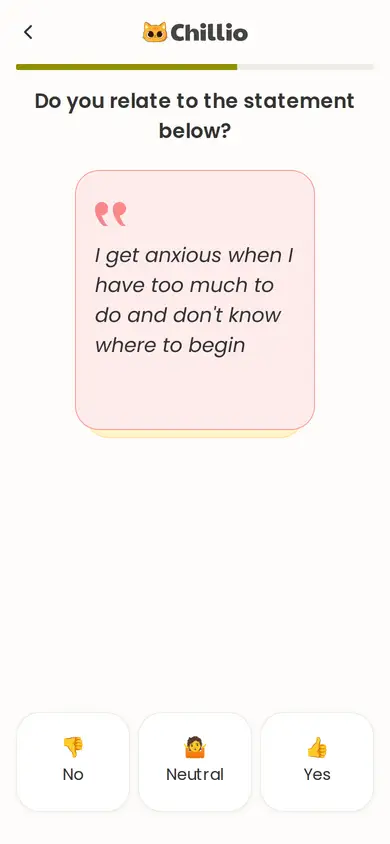 Chillio
Do you relate to the statement
below?
I get anxious when I
have too much to
do and don't know
where to begin
No
Neutral
Yes